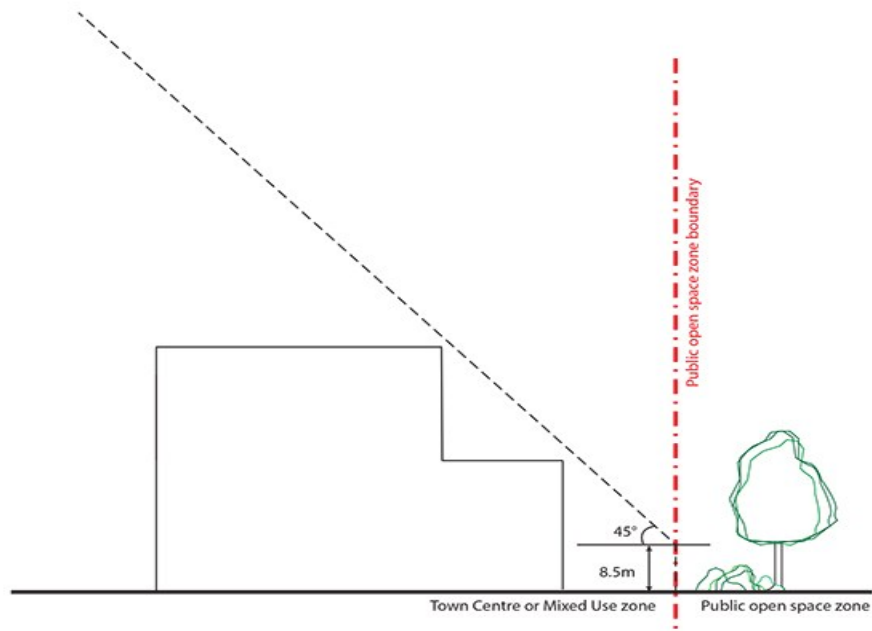 Public open space zone boundary
45°
8.5m
Town Centre or Mixed Use zone
Public open space zone